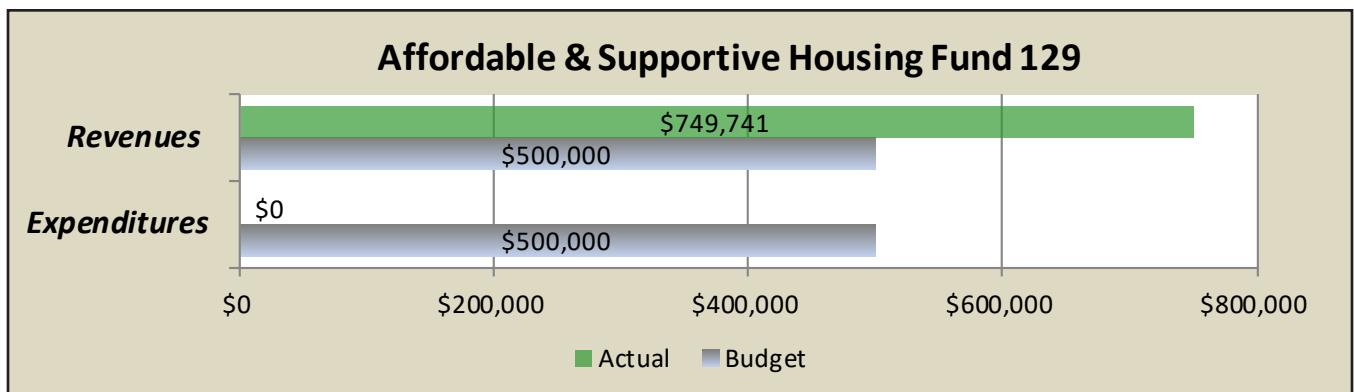 Affordable & Supportive Housing Fund 129
Revenues
$749,741
$500,000
Expenditures
$0
$500,000
$0 $200,000 $400,000 $600,000 $800,000
Actual Budget